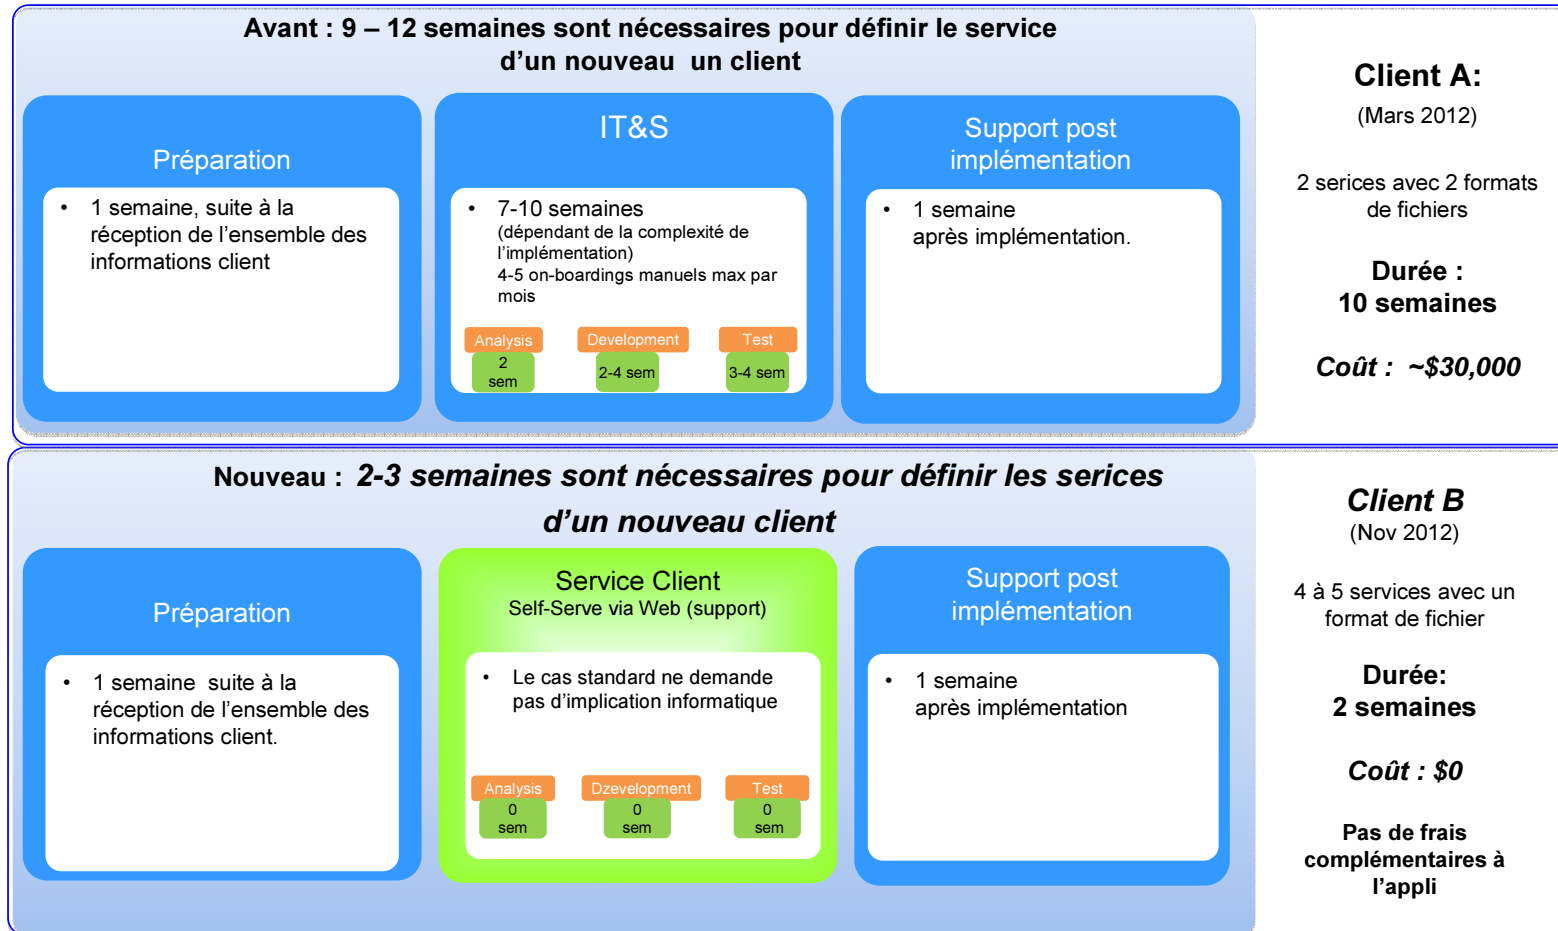 Avant : 9 – 12 semaines sont nécessaires pour définir le service
d’un nouveau un client
Préparation
• 1 semaine, suite à la
réception de l’ensemble des
informations client
IT&S
• 7-10 semaines
(dépendant de la complexité de
l’implémentation)
4-5 on-boardings manuels max par
mois
Analysis
2
sem
Development
2-4 sem
Test
3-4 sem
Support post
implémentation
• 1 semaine
après implémentation.
Client A:
(Mars 2012)
2 serices avec 2 formats
de fichiers
Durée :
10 semaines
Coût : ~$30,000
Nouveau : 2-3 semaines sont nécessaires pour définir les serices
d’un nouveau client
Préparation
• 1 semaine suite à la
réception de l’ensemble des
informations client.
Service Client
Self-Serve via Web (support)
• Le cas standard ne demande
pas d’implication informatique
Analysis
0
sem
Dzevelopment
0
sem
Test
0
sem
Support post
implémentation
• 1 semaine
après implémentation
Client B
(Nov 2012)
4 à 5 services avec un
format de fichier
Durée:
2 semaines
Coût : $0
Pas de frais
complémentaires à
l’appli